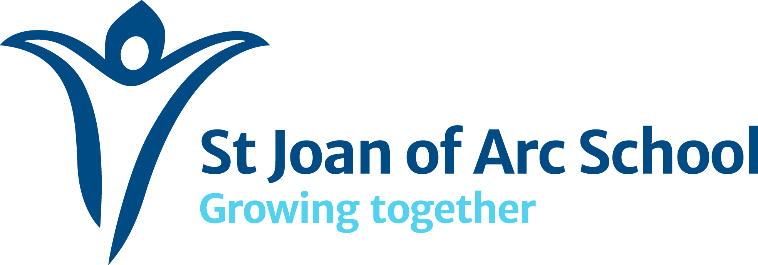 St Joan of Arc School
Growing together